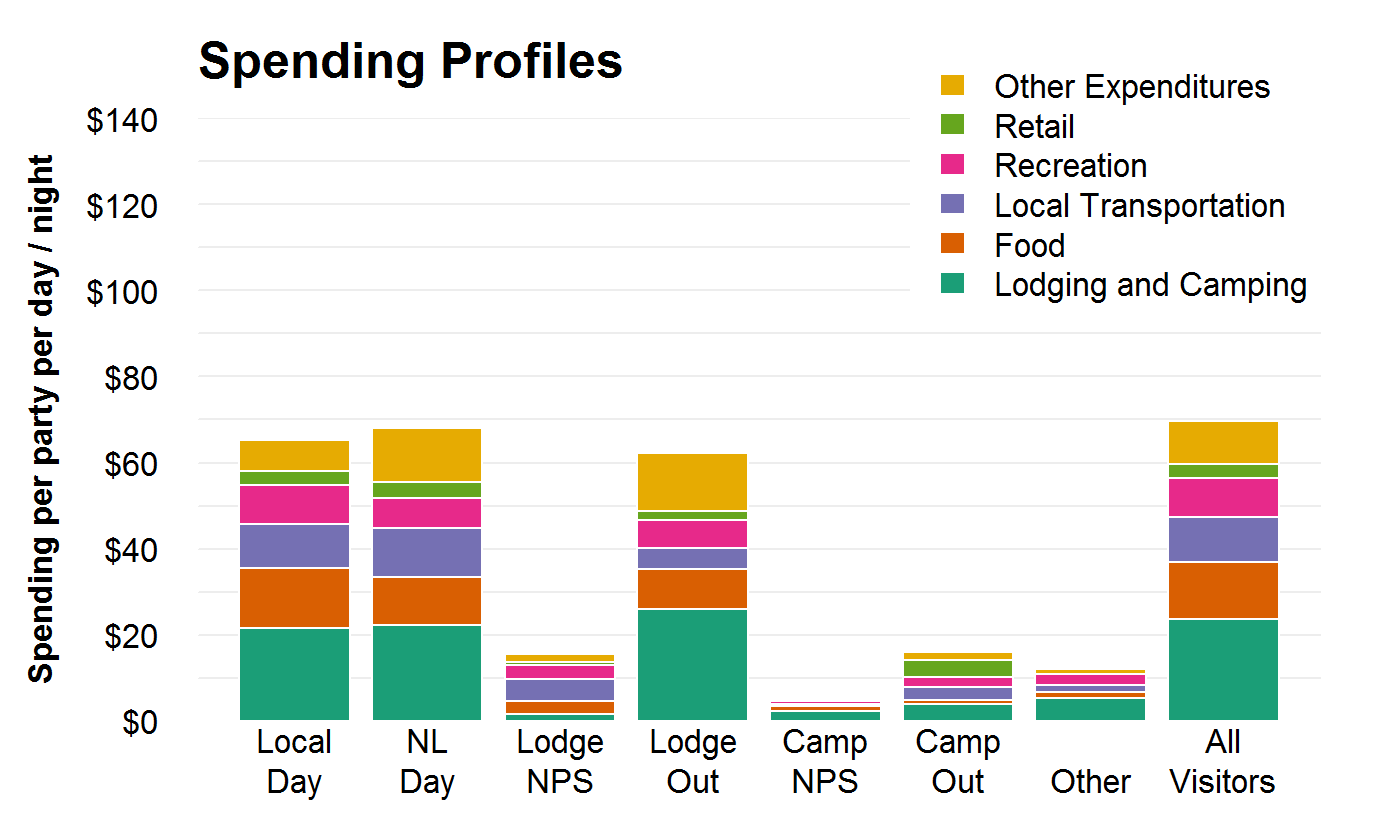 Spending Profiles
Other Expenditures
Retail
Recreation
Local Transportation
Food
Lodging and Camping
Spending per party per day / night
$140
$120
$100
$80
$60
$40
$20
$0
Local Day
NL Day
Lodge NPS
Lodge Out
Camp NPS
Camp Out
Other
All Visitors